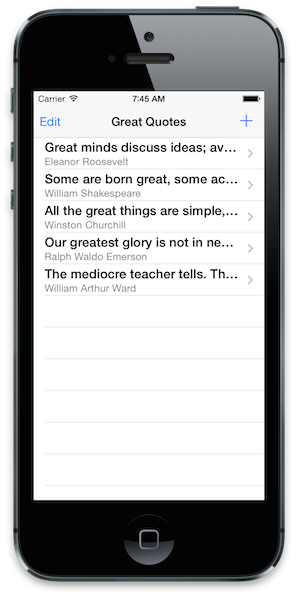 Carrier 7:45 AM
Edit Great Quotes +
Great minds discuss ideas; av...
Eleanor Roosevelt
Some are born great, some ac...
William Shakespeare
All the great things are simple,...
Winston Churchill
Our greatest glory is not in ne...
Ralph Waldo Emerson
The mediocre teacher tells. Th...
William Arthur Ward